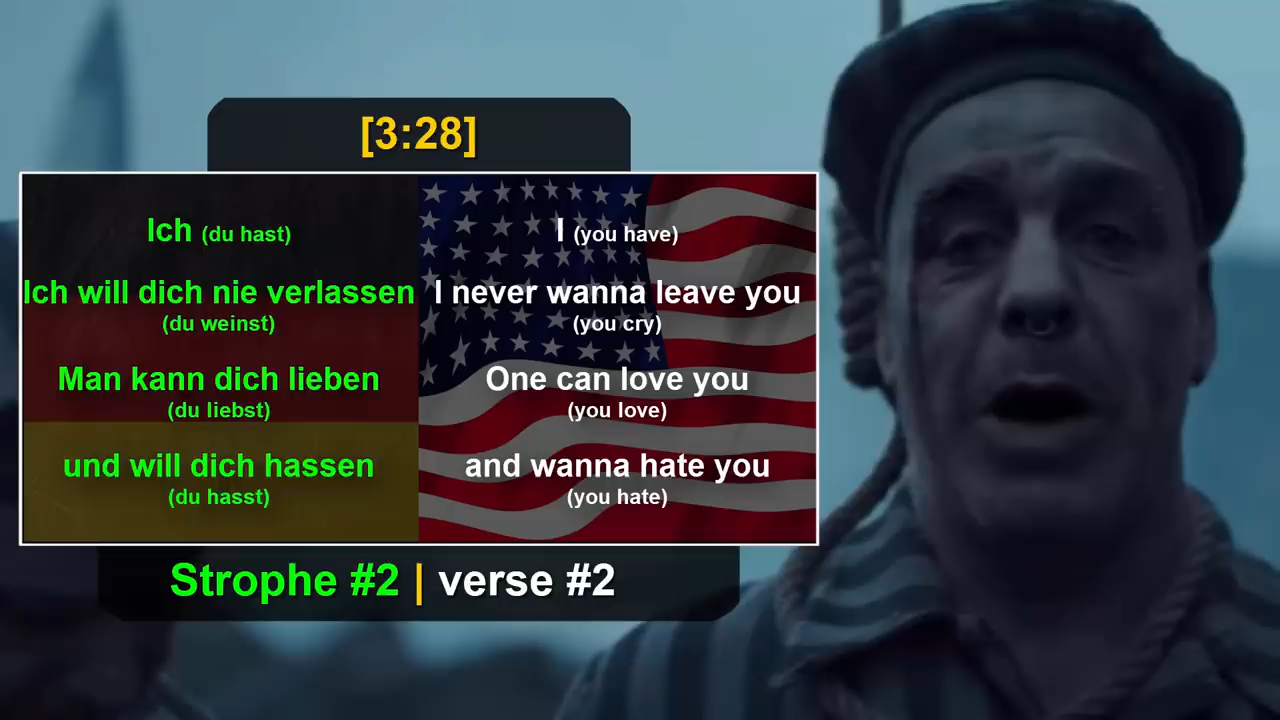 [3:28]
Ich (du hast)
Ich will dich nie verlassen
(du weinst)
Man kann dich lieben
(du liebst)
und will dich hassen
(du hasst)
I (you have)
I never wanna leave you
(you cry)
One can love you
(you love)
and wanna hate you
(you hate)
Strophe #2 | verse #2